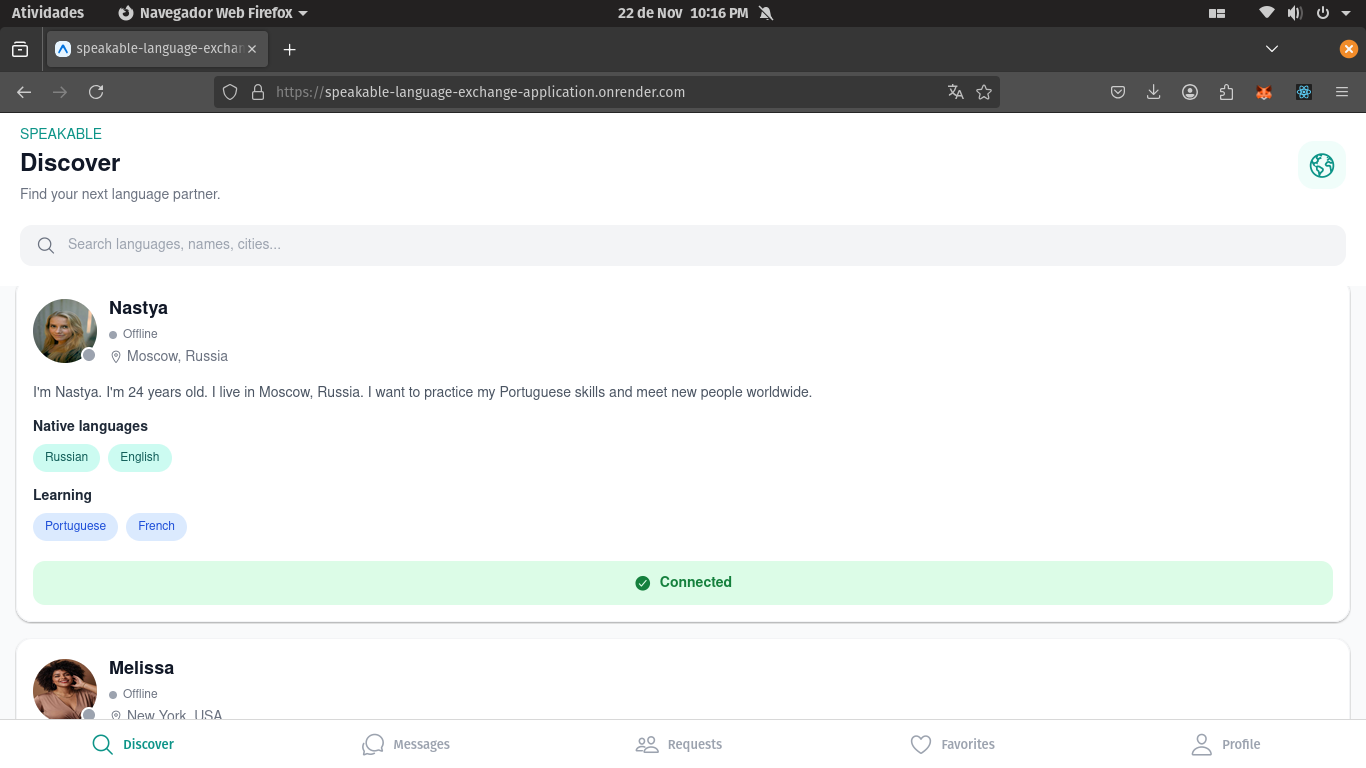 Atividades Navegador Web Firefox 22 de Nov 10:16 PM
speakable-language-exchan
https://speakable-language-exchange-application.onrender.com
SPEAKABLE
Discover
Find your next language partner.
Search languages, names, cities...
Nastya
Offline
Moscow, Russia
I'm Nastya. I'm 24 years old. I live in Moscow, Russia. I want to practice my Portuguese skills and meet new people worldwide.
Native languages
Russian English
Learning
Portuguese French
Connected
Melissa
Offline
New York, USA
Discover Messages Requests Favorites Profile